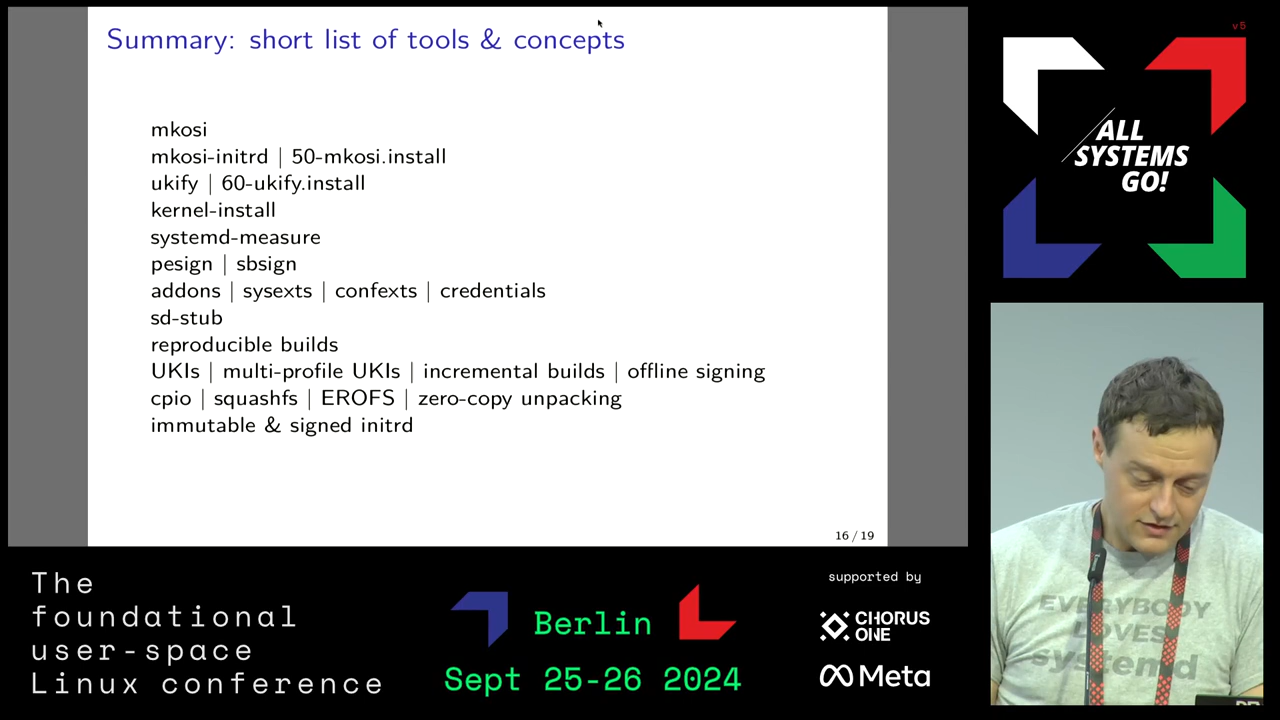 Summary: short list of tools & concepts
mkosi
mkosi-initrd | 50-mkosi.install
ukify | 60-ukify.install
kernel-install
systemd-measure
pesign | sbsign
addons | sysexts | confexts | credentials
sd-stub
reproducible builds
UKIs | multi-profile UKIs | incremental builds | offline signing
cpio | squashfs | EROFS | zero-copy unpacking
immutable & signed initrd
16 / 19
v5
ALL
SYSTEMS
GO!
EVERYBODY
LOVES
systemd
The
foundational
user-space
Linux conference
Berlin
Sept 25-26 2024
supported by
CHORUS
ONE
Meta